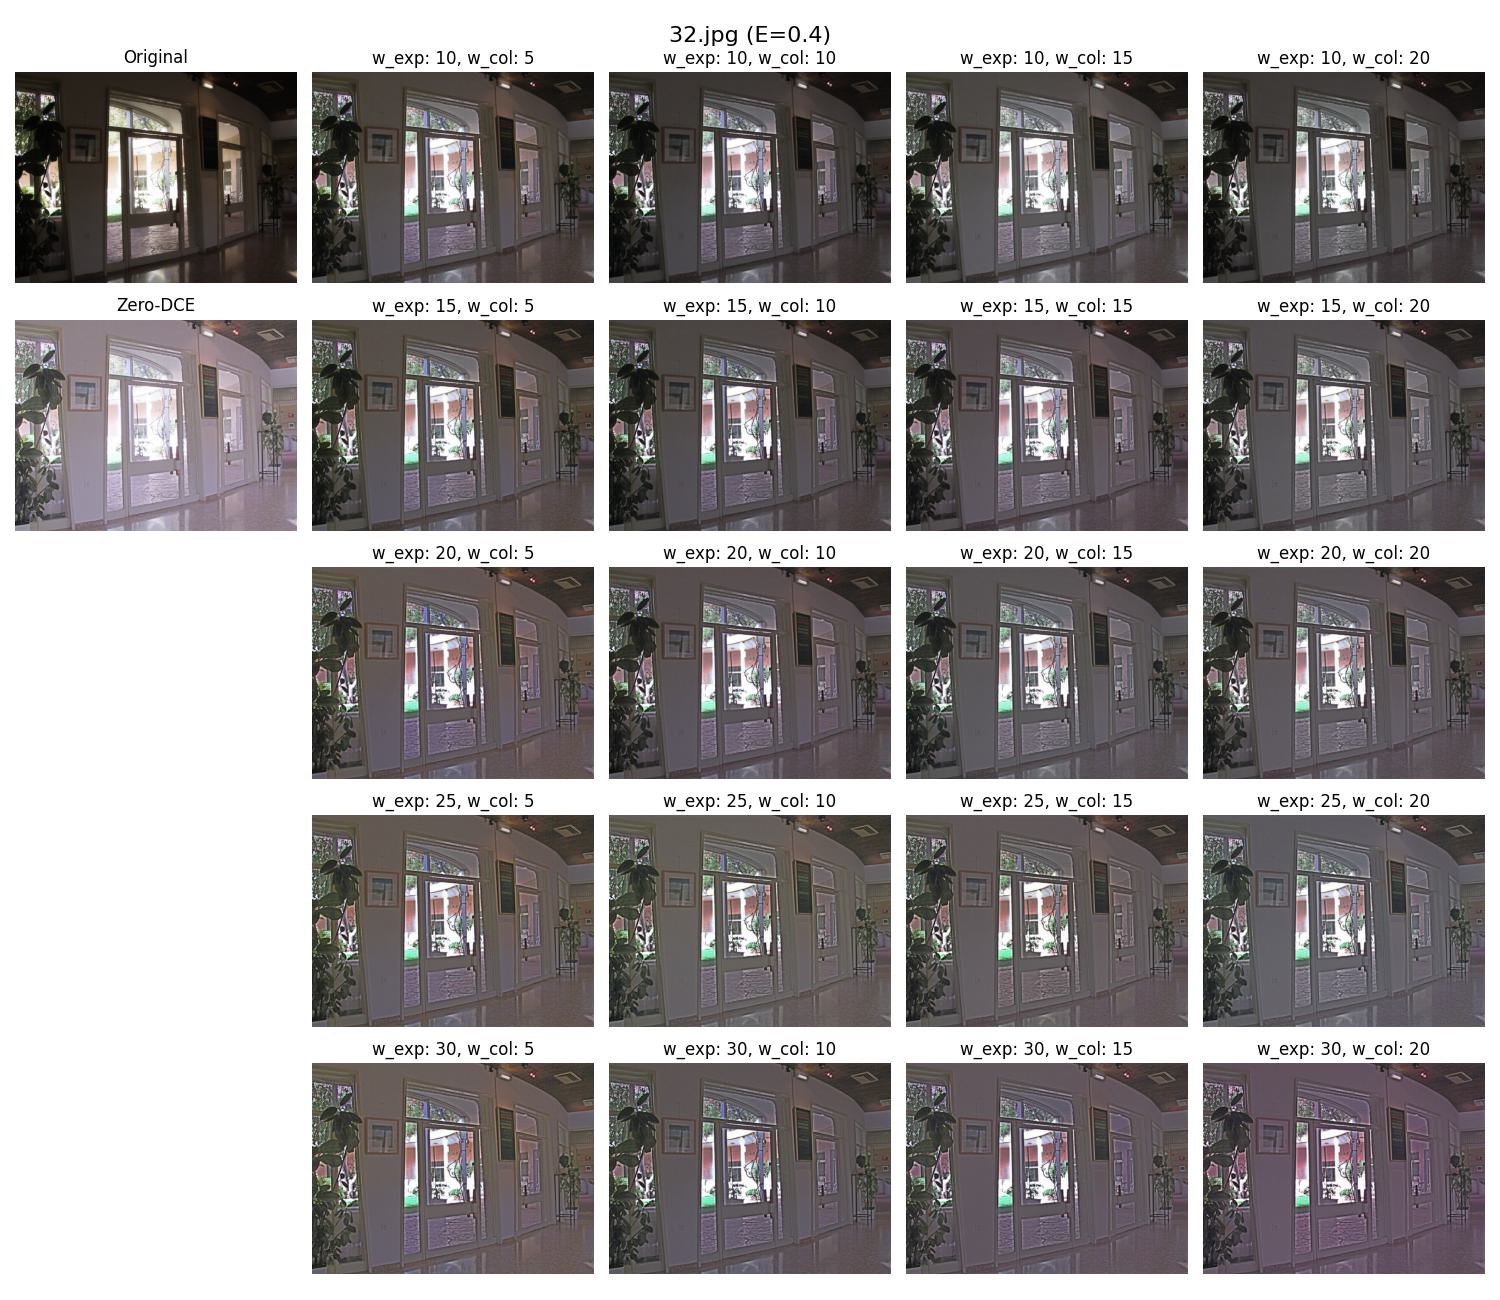 32.jpg (E=0.4)
Original
w_exp: 10, w_col: 5
w_exp: 10, w_col: 10
w_exp: 10, w_col: 15
w_exp: 10, w_col: 20
Zero-DCE
w_exp: 15, w_col: 5
w_exp: 15, w_col: 10
w_exp: 15, w_col: 15
w_exp: 15, w_col: 20
w_exp: 20, w_col: 5
w_exp: 20, w_col: 10
w_exp: 20, w_col: 15
w_exp: 20, w_col: 20
w_exp: 25, w_col: 5
w_exp: 25, w_col: 10
w_exp: 25, w_col: 15
w_exp: 25, w_col: 20
w_exp: 30, w_col: 5
w_exp: 30, w_col: 10
w_exp: 30, w_col: 15
w_exp: 30, w_col: 20